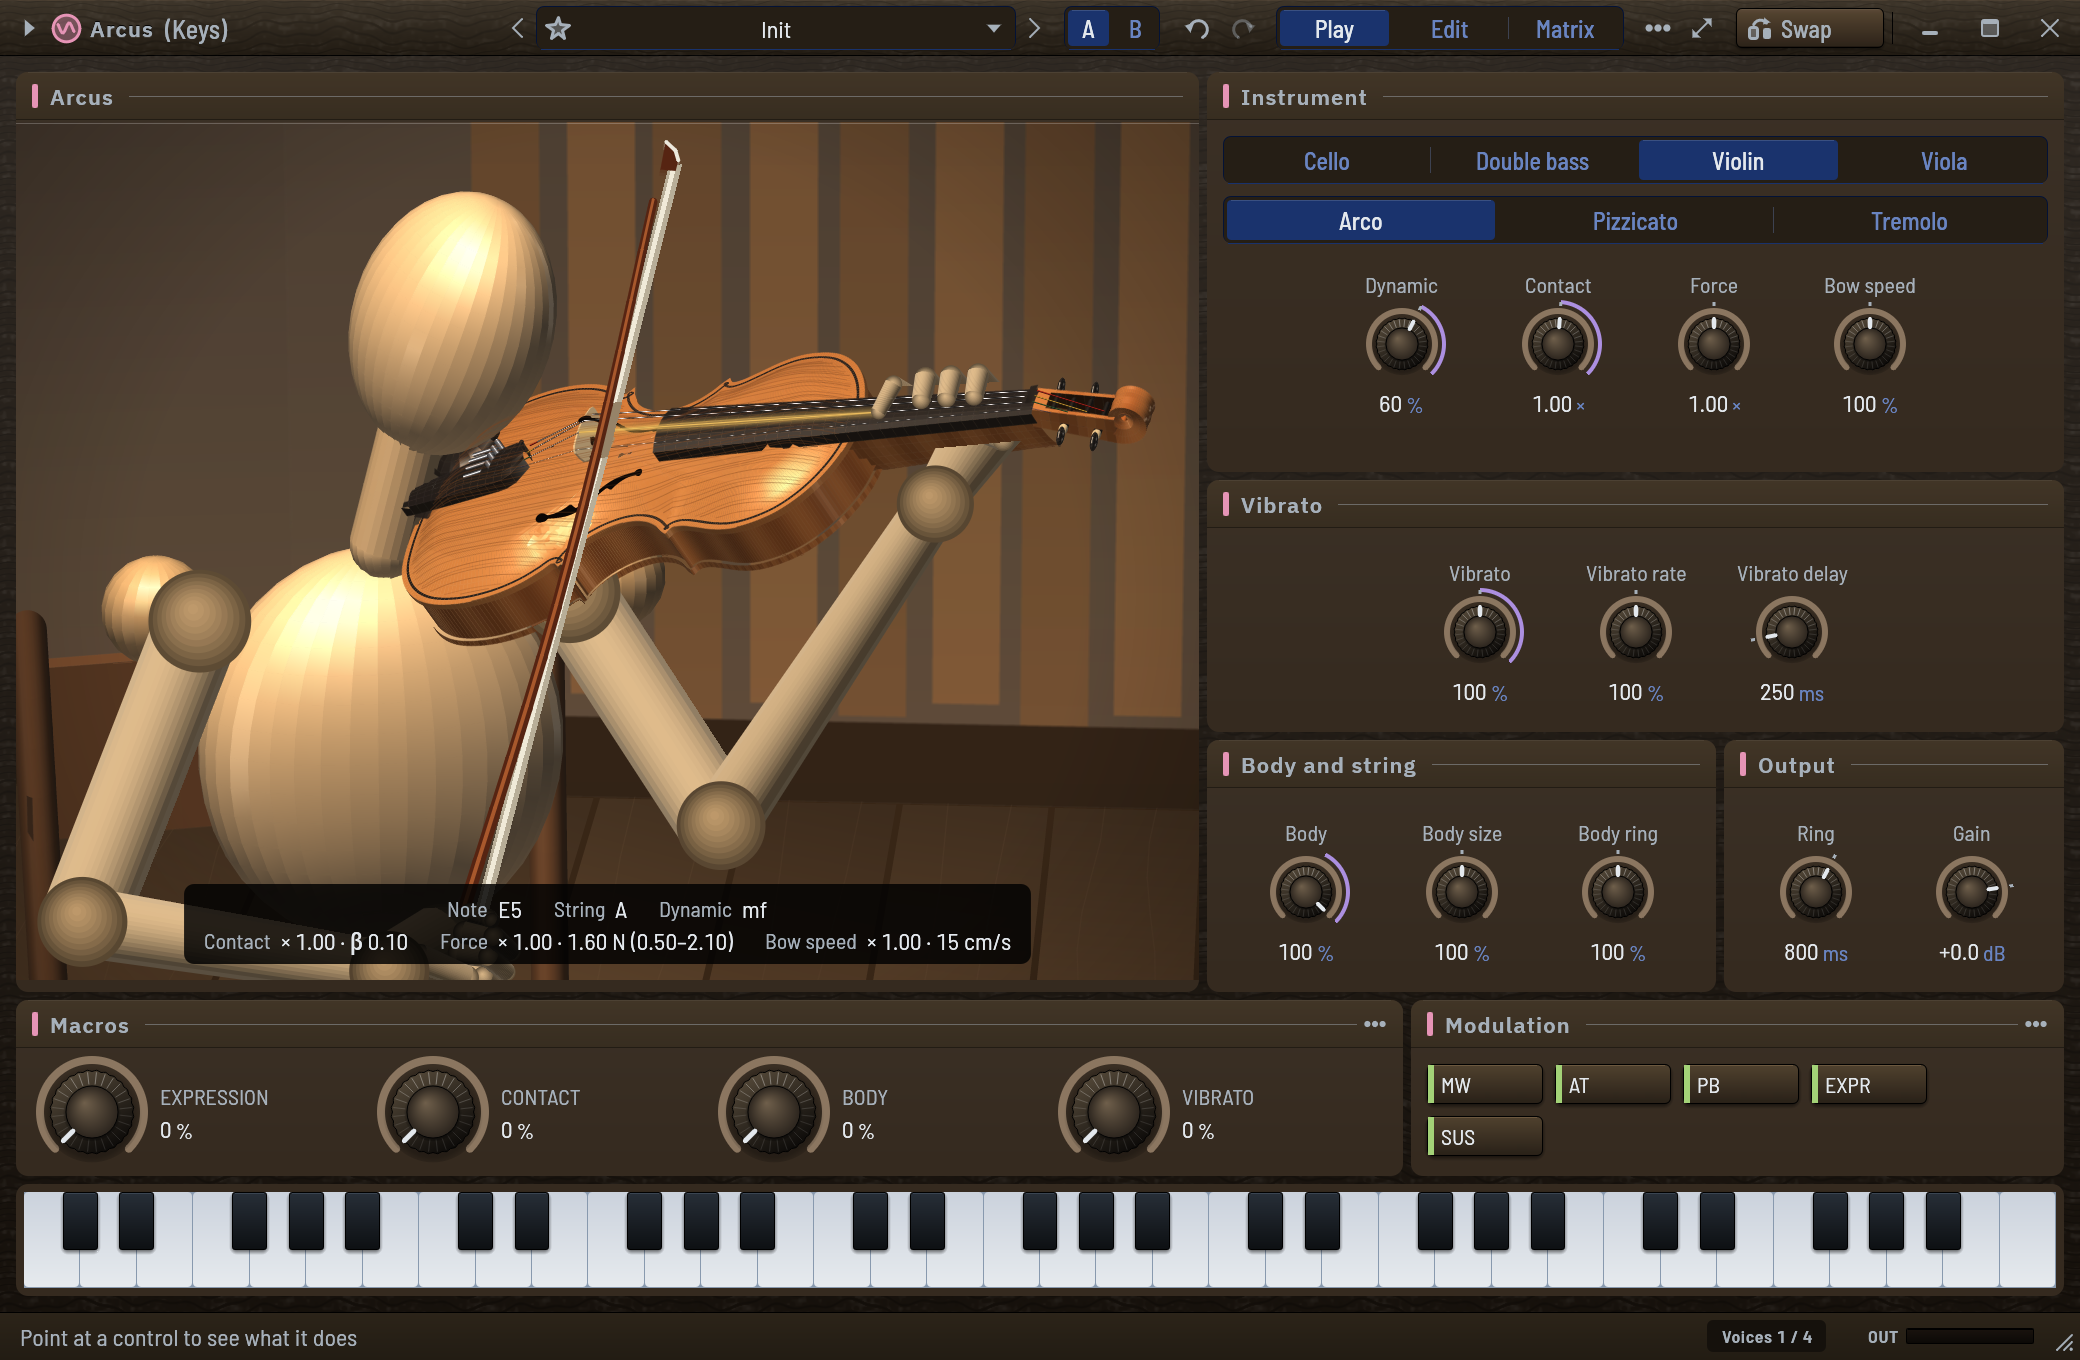 Arcus (Keys)
Init
A B
Play Edit Matrix
Swap
Arcus
Note E5 String A Dynamic mf
Contact × 1.00 · β 0.10 Force × 1.00 · 1.60 N (0.50–2.10) Bow speed × 1.00 · 15 cm/s
Instrument
Cello Double bass Violin Viola
Arco Pizzicato Tremolo
Dynamic Contact Force Bow speed
60 % 1.00 × 1.00 × 100 %
Vibrato
Vibrato Vibrato rate Vibrato delay
100 % 100 % 250 ms
Body and string
Body Body size Body ring
100 % 100 % 100 %
Output
Ring Gain
800 ms +0.0 dB
Macros
EXPRESSION CONTACT BODY VIBRATO
0 % 0 % 0 % 0 %
Modulation
MW AT PB EXPR
SUS
Point at a control to see what it does
Voices 1 / 4 OUT